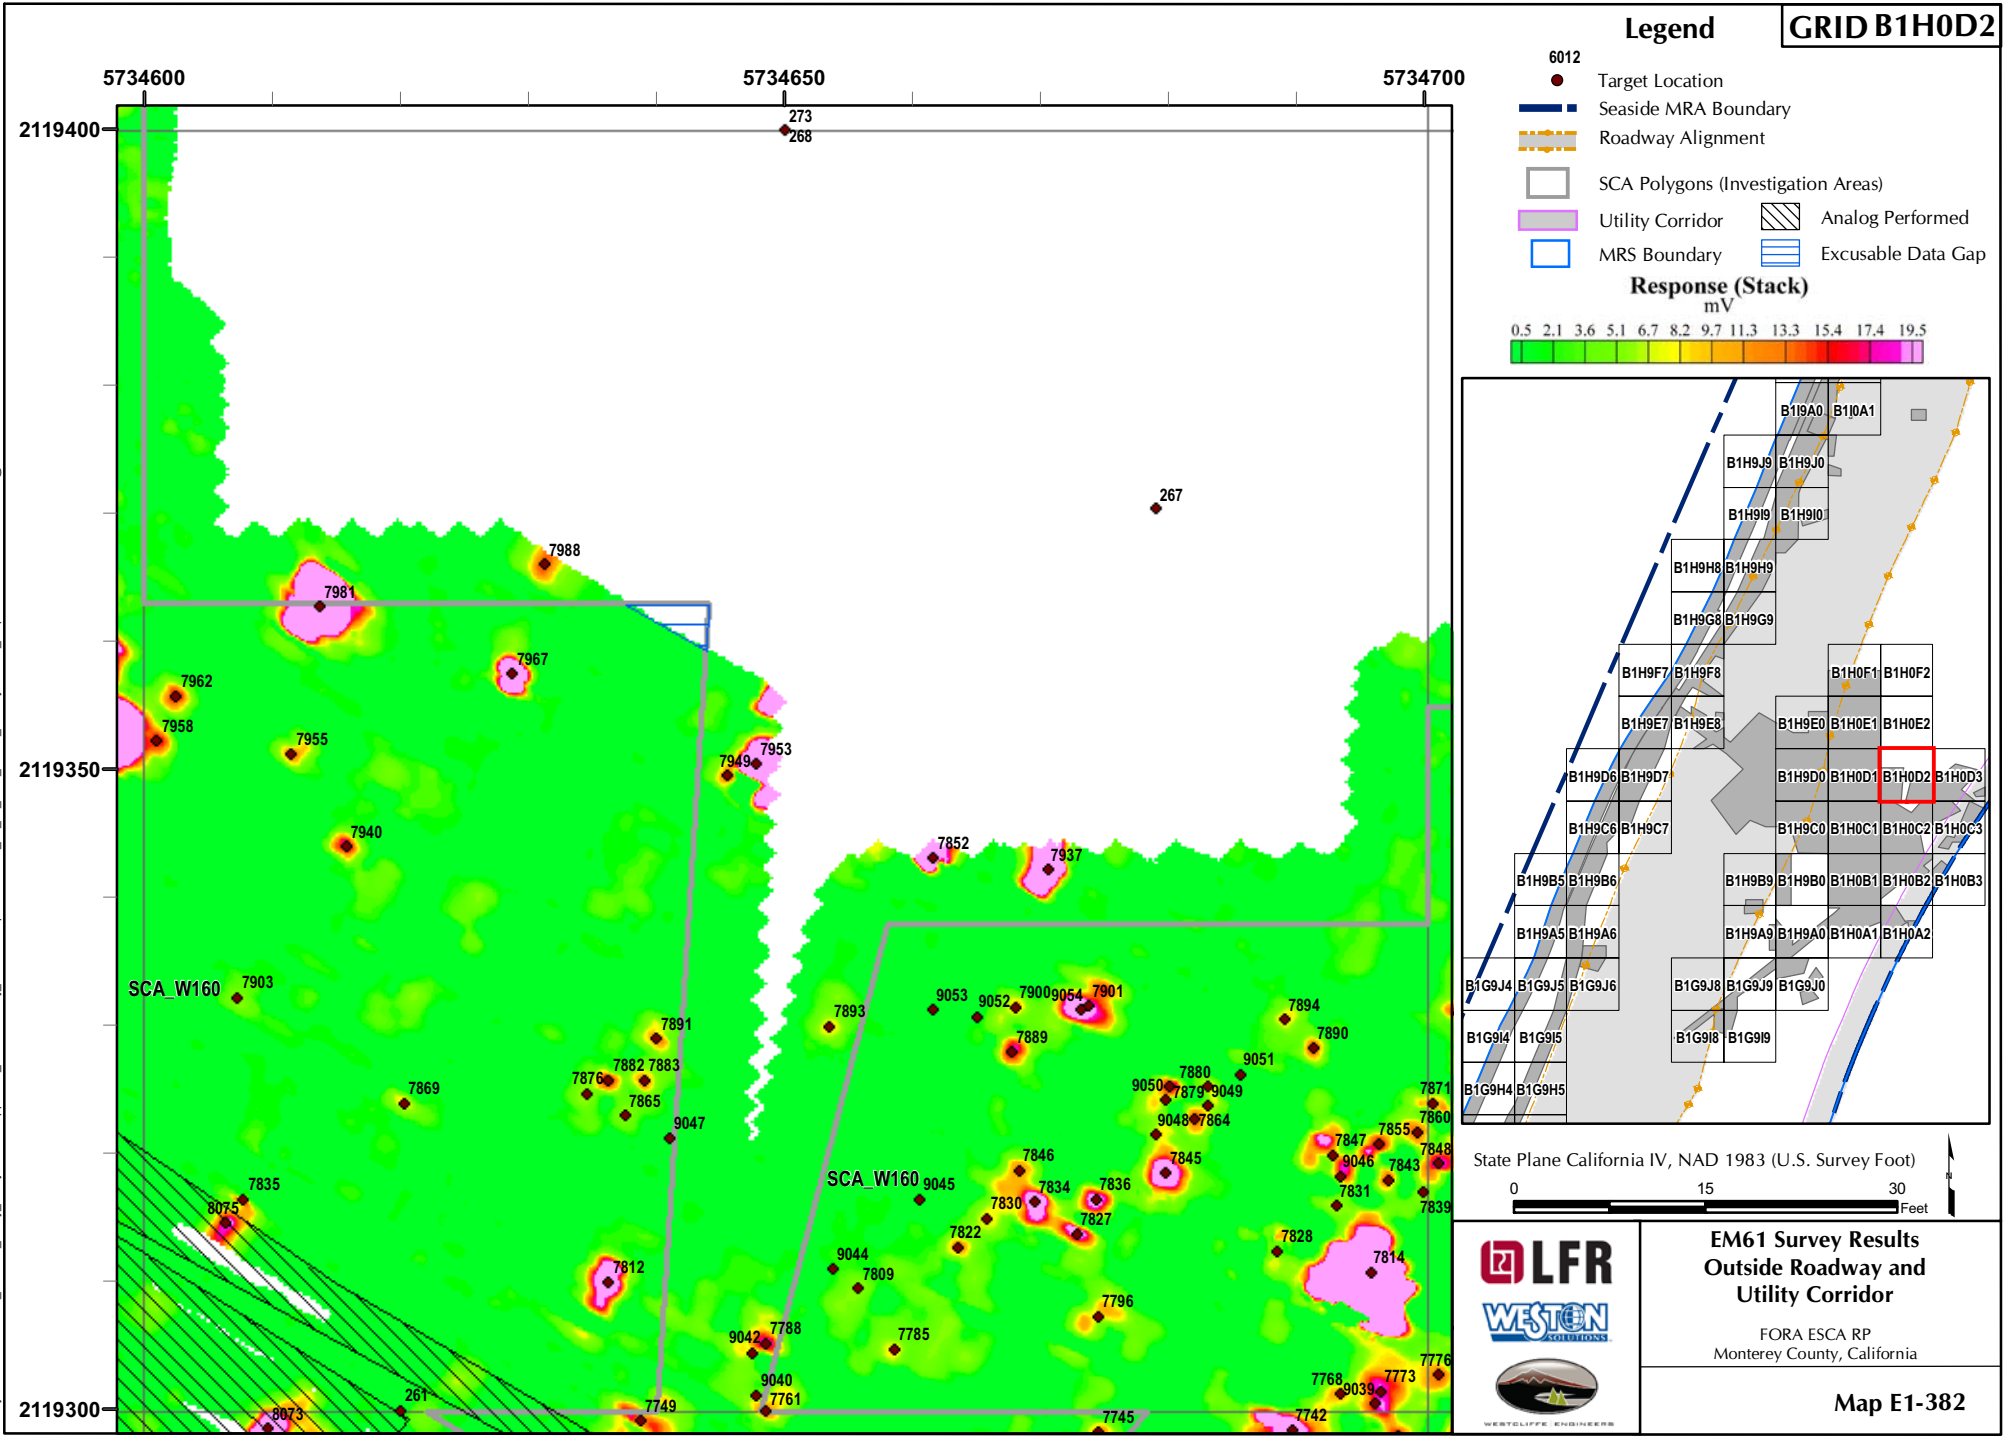 GRID B1H0D2
Legend
6012
Target Location
Seaside MRA Boundary
Roadway Alignment
SCA Polygons (Investigation Areas)
Utility Corridor
Analog Performed
MRS Boundary
Excusable Data Gap
Response (Stack)
mV
0.5 2.1 3.6 5.1 6.7 8.2 9.7 11.3 13.3 15.4 17.4 19.5
5734600 5734650 5734700
2119400
273
268
267
7988
7981
7967
7962
7958
7955
7953
7949
2119350
7940
7852
7937
SCA_W160
7903
7893
9053
9052
7900
9054
7901
7894
7891
7889
7890
7882 7883
7876
7865
7869
9047
9051
7880
9050
7879
9049
9048
7864
7871
7860
7855
7847
7848
9046
7843
7846
7845
SCA_W160
9045
7834
7836
7831
7839
7835
8075
7830
7827
7822
7828
9044
7809
7814
7812
7796
7788
9042
7785
7776
7768
9039
7773
9040
7761
261
2119300
8073
7749
7745
7742
B1I9A0 B1I0A1
B1H9J9 B1H9J0
B1H9I9 B1H9I0
B1H9H8 B1H9H9
B1H9G8 B1H9G9
B1H9F7 B1H9F8 B1H0F1 B1H0F2
B1H9E7 B1H9E8 B1H9E0 B1H0E1 B1H0E2
B1H9D6 B1H9D7 B1H9D0 B1H0D1 B1H0D2 B1H0D3
B1H9C6 B1H9C7 B1H9C0 B1H0C1 B1H0C2 B1H0C3
B1H9B5 B1H9B6 B1H9B9 B1H9B0 B1H0B1 B1H0B2 B1H0B3
B1H9A5 B1H9A6 B1H9A9 B1H9A0 B1H0A1 B1H0A2
B1G9J4 B1G9J5 B1G9J6 B1G9J8 B1G9J9 B1G9J0
B1G9I4 B1G9I5 B1G9I8 B1G9I9
B1G9H4 B1G9H5
State Plane California IV, NAD 1983 (U.S. Survey Foot)
0 15 30
Feet
N
LFR
WESTON
SOLUTIONS
WESTCLIFFE ENGINEERS
EM61 Survey Results
Outside Roadway and
Utility Corridor
FORA ESCA RP
Monterey County, California
Map E1-382